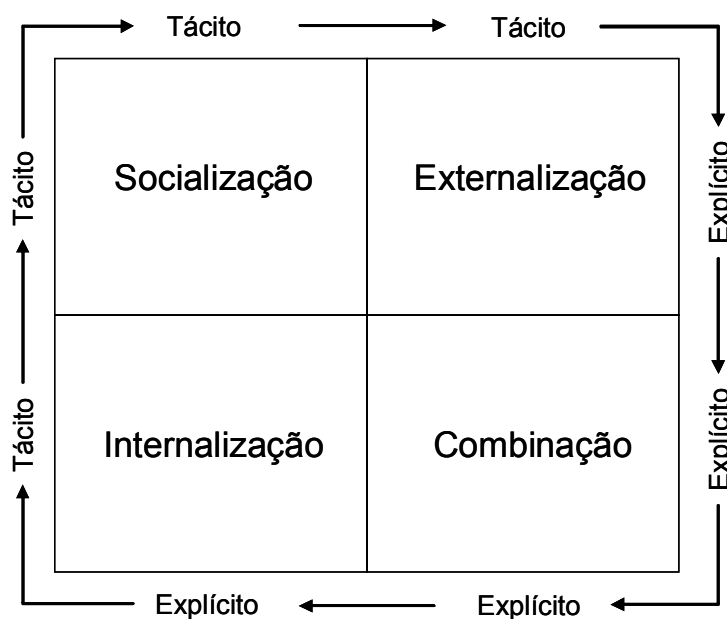 Tácito
Tácito
Tácito
Explícito
Socialização
Externalização
Tácito
Explícito
Internalização
Combinação
Explícito
Explícito